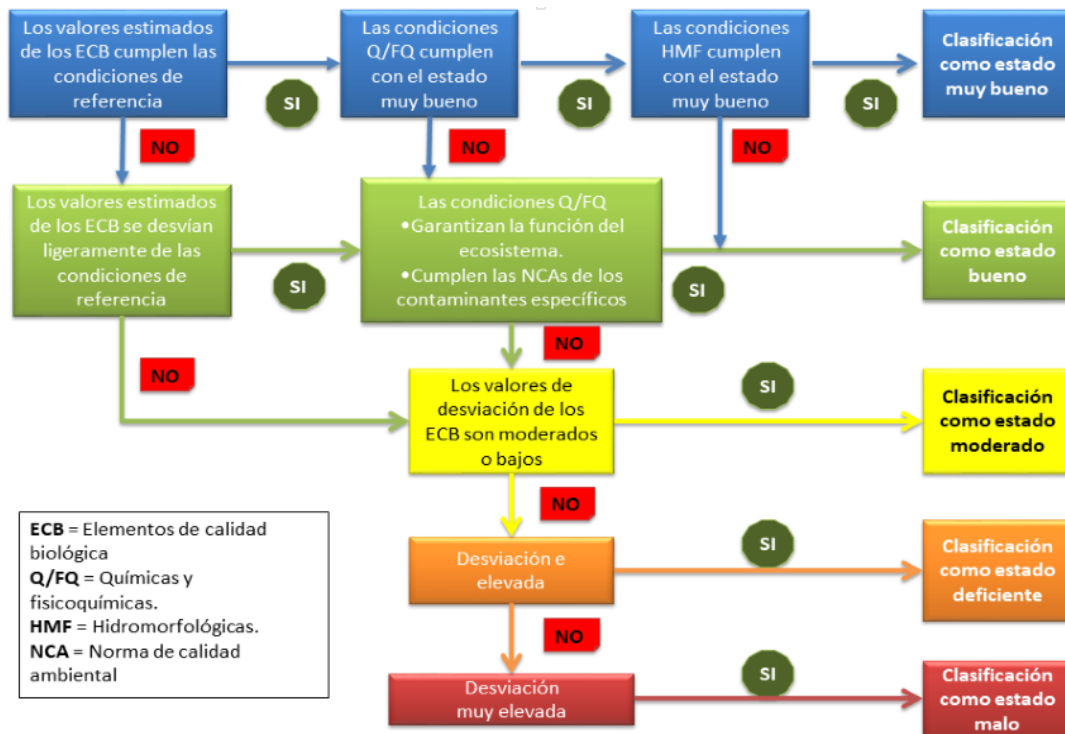 Los valores estimados
de los ECB cumplen las
condiciones de
referencia
SI
Las condiciones
Q/FQ cumplen
con el estado
muy bueno
SI
Las condiciones
HMF cumplen
con el estado
muy bueno
SI
Clasificación
como estado
muy bueno
NO
NO
NO
Los valores estimados
de los ECB se desvían
ligeramente de las
condiciones de
referencia
SI
Las condiciones Q/FQ
•Garantizan la función del
ecosistema.
•Cumplen las NCAs de los
contaminantes específicos
SI
Clasificación
como estado
bueno
NO
NO
Los valores de
desviación de los
ECB son moderados
o bajos
SI
Clasificación
como estado
moderado
NO
Desviación e
elevada
SI
Clasificación
como estado
deficiente
NO
Desviación
muy elevada
SI
Clasificación
como estado
malo
ECB = Elementos de calidad
biológica
Q/FQ = Químicas y
fisicoquímicas.
HMF = Hidromorfológicas.
NCA = Norma de calidad
ambiental